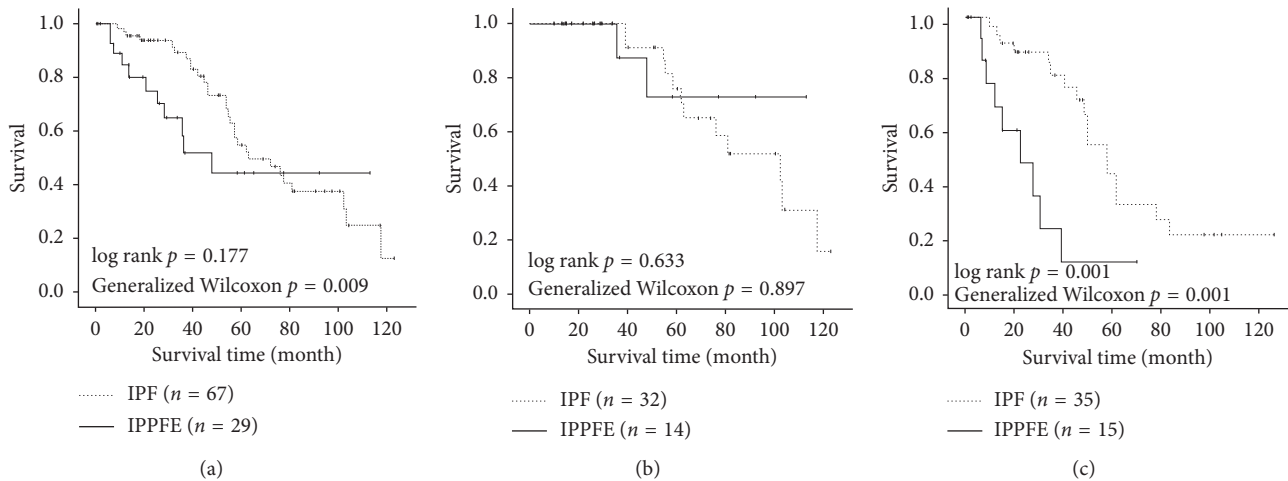 1.0
0.8
0.6
0.4
0.2
0.0
Survival
log rank p = 0.177
Generalized Wilcoxon p = 0.009
0 20 40 60 80 100 120
Survival time (month)
IPF (n = 67)
IPPFE (n = 29)
(a)
1.0
0.8
0.6
0.4
0.2
0.0
Survival
log rank p = 0.633
Generalized Wilcoxon p = 0.897
0 20 40 60 80 100 120
Survival time (month)
IPF (n = 32)
IPPFE (n = 14)
(b)
1.0
0.8
0.6
0.4
0.2
0.0
Survival
log rank p = 0.001
Generalized Wilcoxon p = 0.001
0 20 40 60 80 100 120
Survival time (month)
IPF (n = 35)
IPPFE (n = 15)
(c)